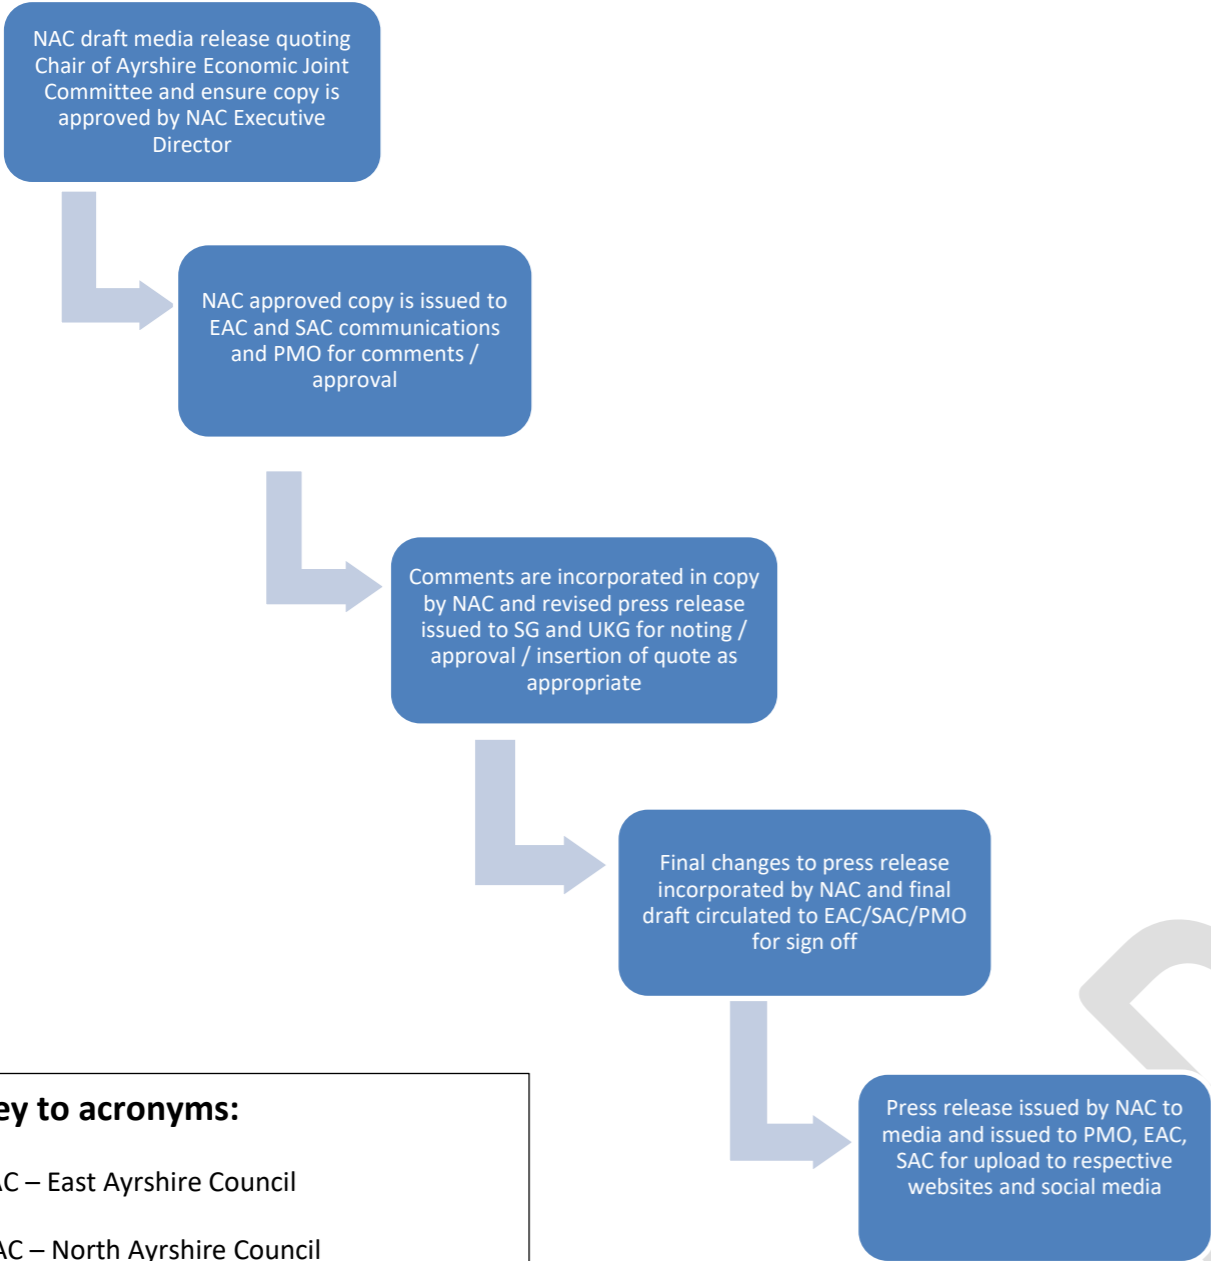 NAC draft media release quoting
Chair of Ayrshire Economic Joint
Committee and ensure copy is
approved by NAC Executive
Director
NAC approved copy is issued to
EAC and SAC communications
and PMO for comments /
approval
Comments are incorporated in copy
by NAC and revised press release
issued to SG and UKG for noting /
approval / insertion of quote as
appropriate
Final changes to press release
incorporated by NAC and final
draft circulated to EAC/SAC/PMO
for sign off
Press release issued by NAC to
media and issued to PMO, EAC,
SAC for upload to respective
websites and social media
ey to acronyms:
AC – East Ayrshire Council
AC – North Ayrshire Council